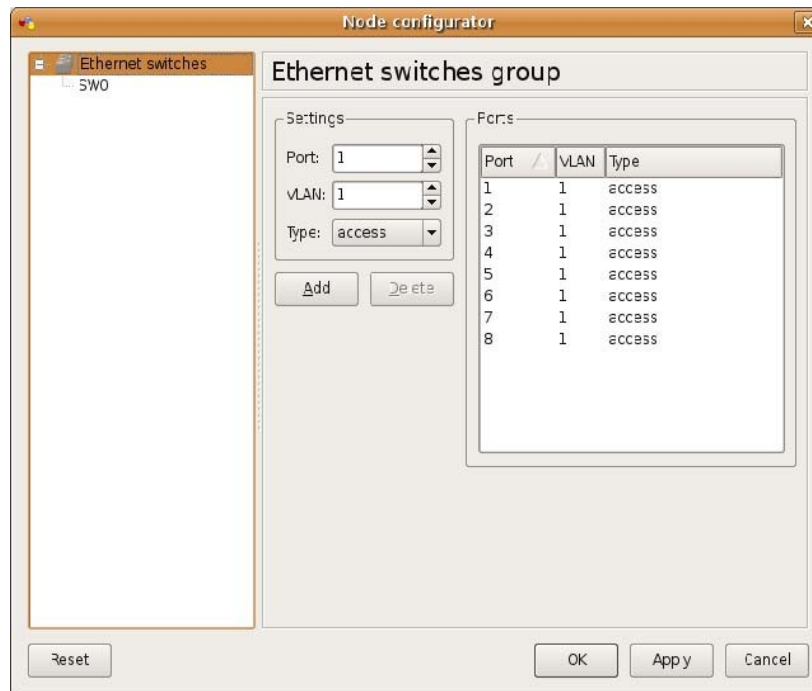 Node configurator
Ethernet switches
SW0
Ethernet switches group
Settings
Port: 1
VLAN: 1
Type: access
Add
Delete
Ports
Port VLAN Type
1 1 access
2 1 access
3 1 access
4 1 access
5 1 access
6 1 access
7 1 access
8 1 access
Reset
OK
Apply
Cancel